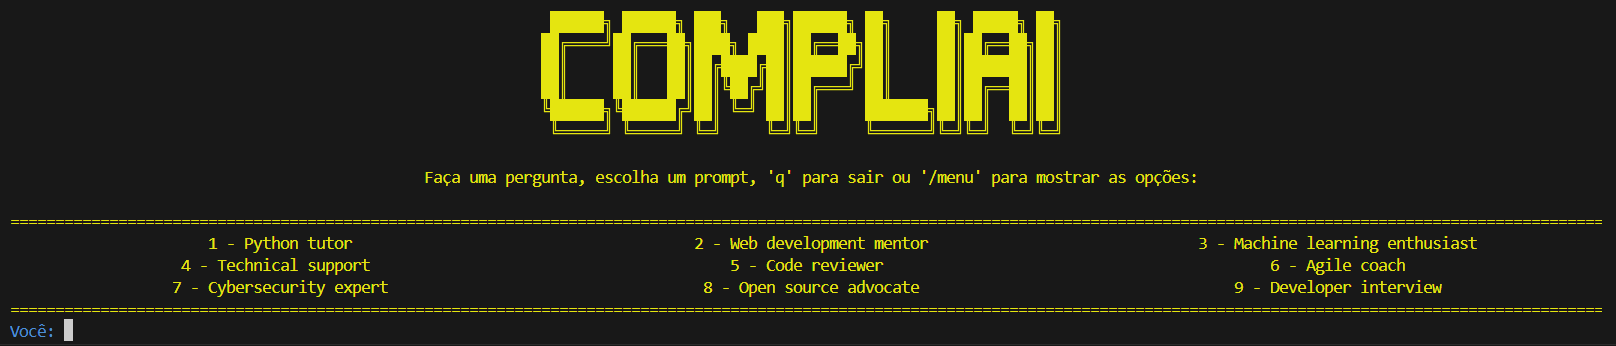 COMPLIAI
Faça uma pergunta, escolha um prompt, 'q' para sair ou '/menu' para mostrar as opções:
1 - Python tutor 2 - Web development mentor 3 - Machine learning enthusiast
4 - Technical support 5 - Code reviewer 6 - Agile coach
7 - Cybersecurity expert 8 - Open source advocate 9 - Developer interview
Você: